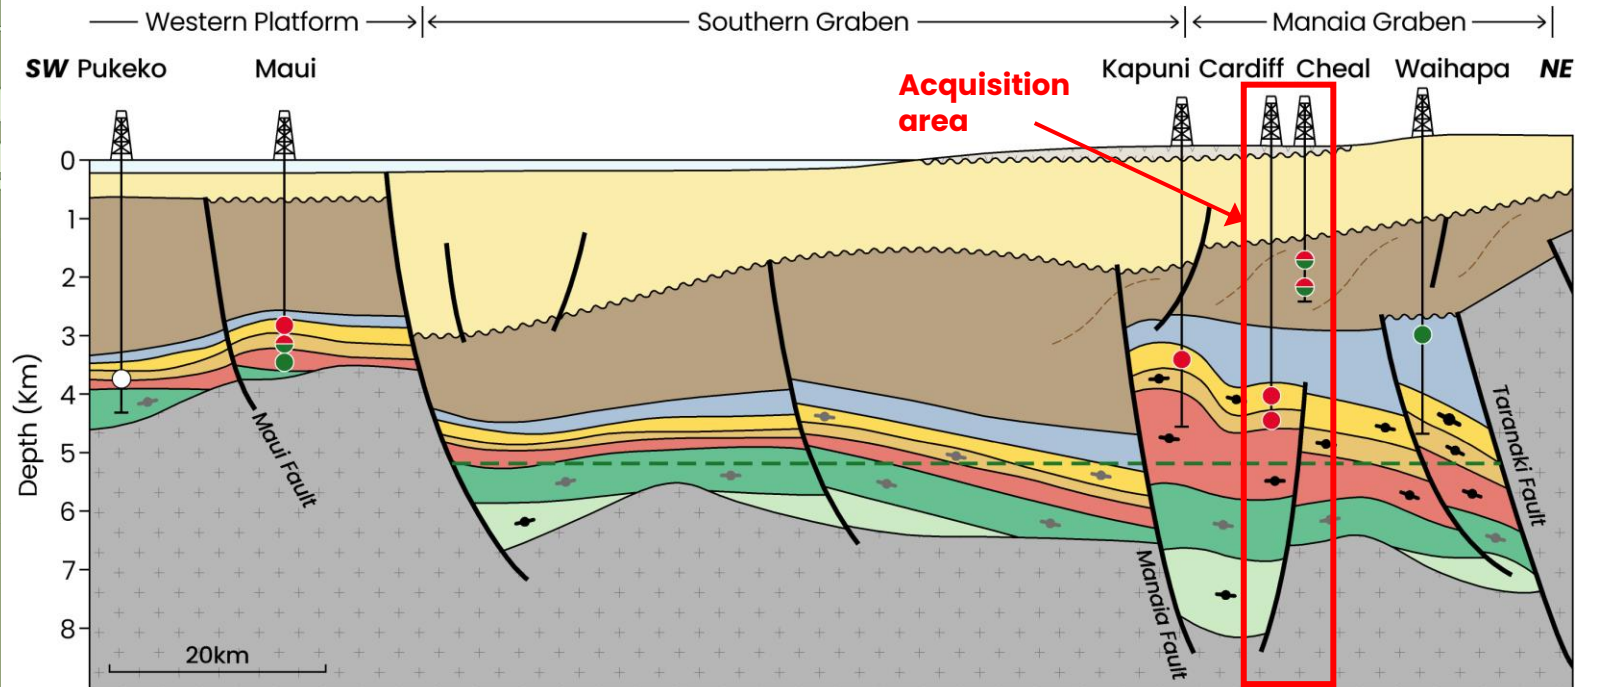 Western Platform
Southern Graben
Manaia Graben
SW Pukeko
Maui
Kapuni
Cardiff
Cheal
Waihapa
NE
Acquisition
area
0
1
2
3
4
5
6
7
8
Depth (km)
Maui Fault
Manaia Fault
Taranaki Fault
20km